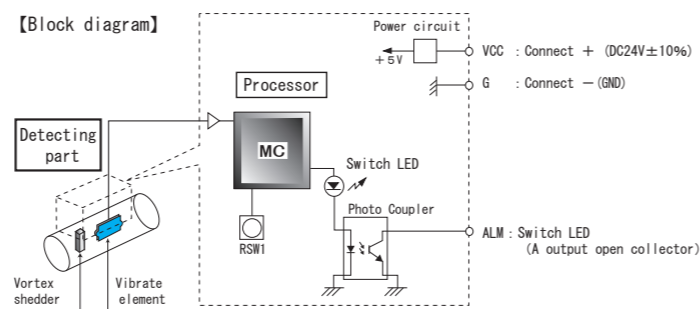 【Block diagram】
Power circuit
+5V
VCC : Connect + (DC24V±10%)
G : Connect －(GND)
Processor
Detecting
part
MC
Switch LED
Photo Coupler
RSW1
ALM : Switch LED
(A output open collector)
Vortex
shedder
Vibrate
element